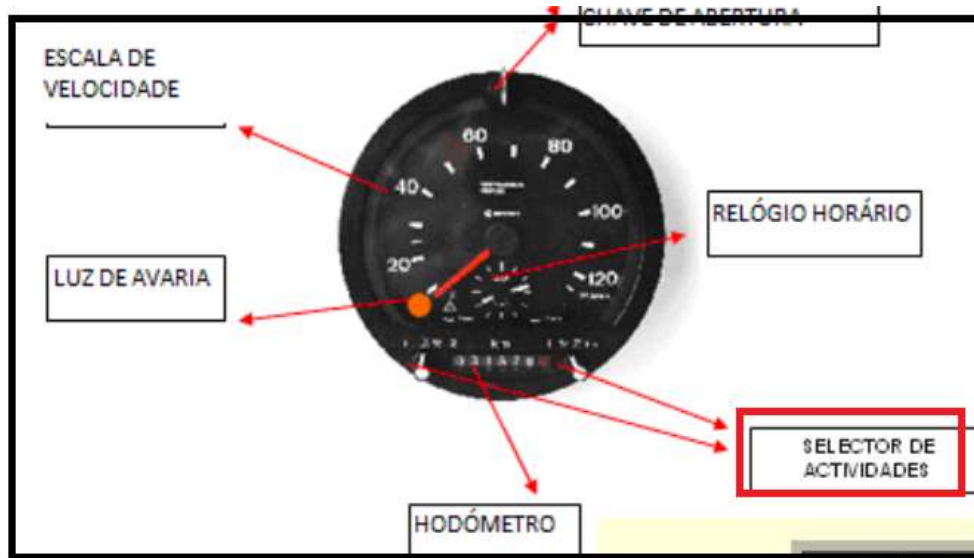 CHAVE DE ABERTURA
ESCALA DE
VELOCIDADE
60
80
40
100
RELÓGIO HORÁRIO
20
120
LUZ DE AVARIA
km
SELECTOR DE
ACTIVIDADES
HODÓMETRO